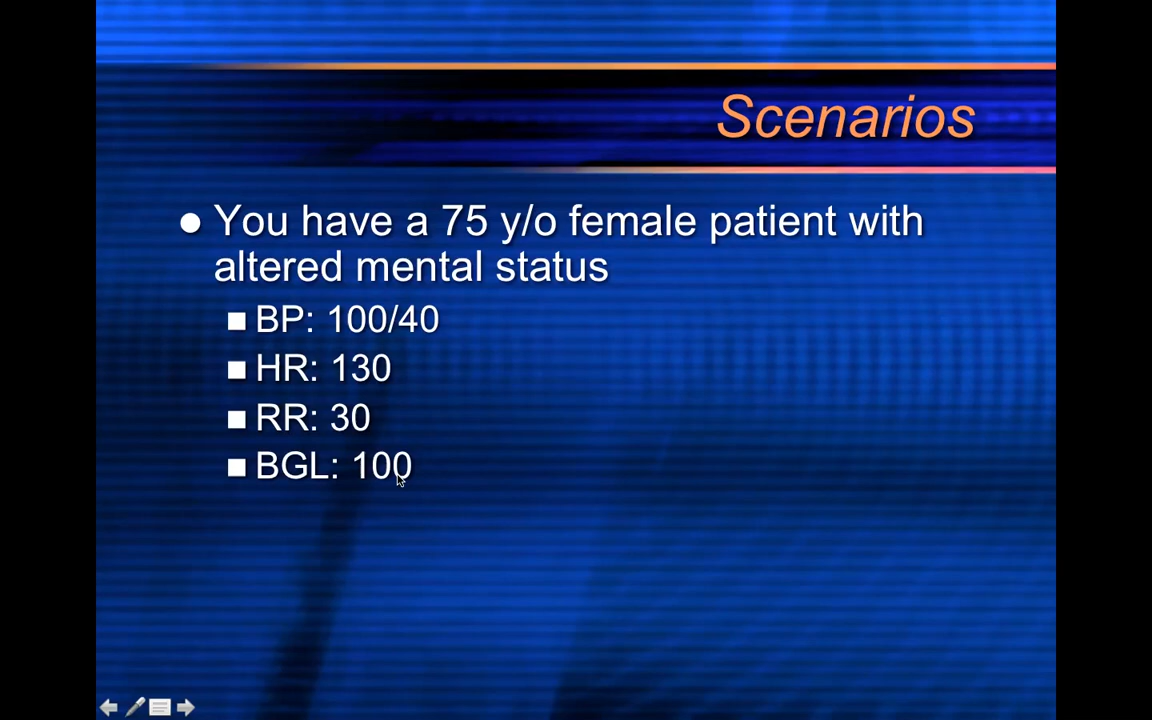 Scenarios
You have a 75 y/o female patient with
altered mental status
BP: 100/40
HR: 130
RR: 30
BGL: 100